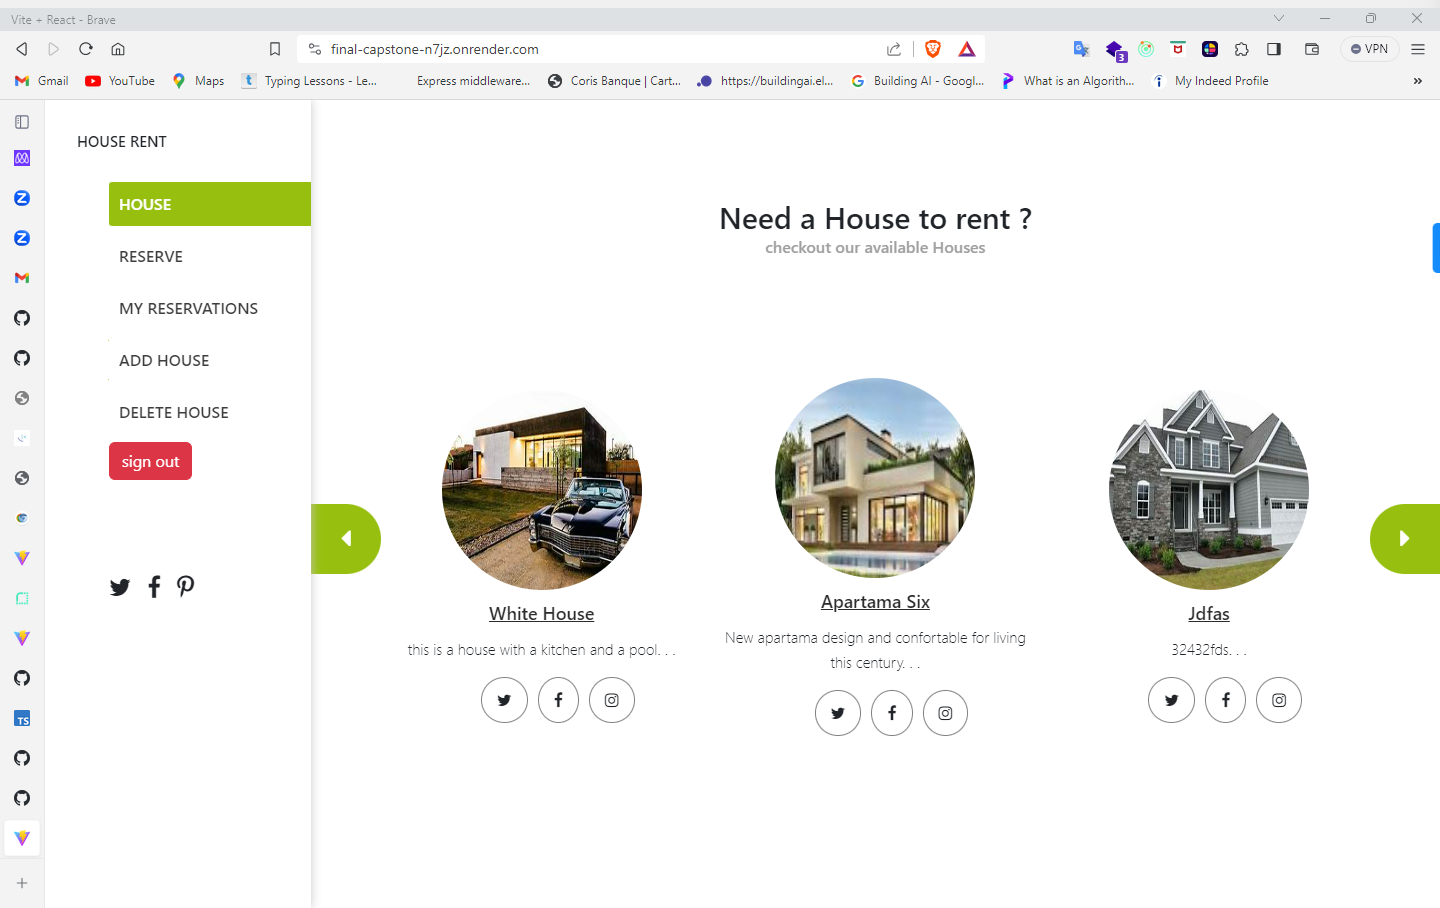 Vite + React - Brave
final-capstone-n7jz.onrender.com
3
VPN
Gmail
YouTube
Maps
t
Typing Lessons - Le...
Express middleware...
Coris Banque | Cart...
https://buildingai.el...
Building AI - Googl...
What is an Algorith...
My Indeed Profile
»
HOUSE RENT
HOUSE
RESERVE
MY RESERVATIONS
ADD HOUSE
DELETE HOUSE
sign out
TS
Need a House to rent ?
checkout our available Houses
White House
this is a house with a kitchen and a pool. . .
Apartama Six
New apartama design and confortable for living
this century. . .
Jdfas
32432fds. . .